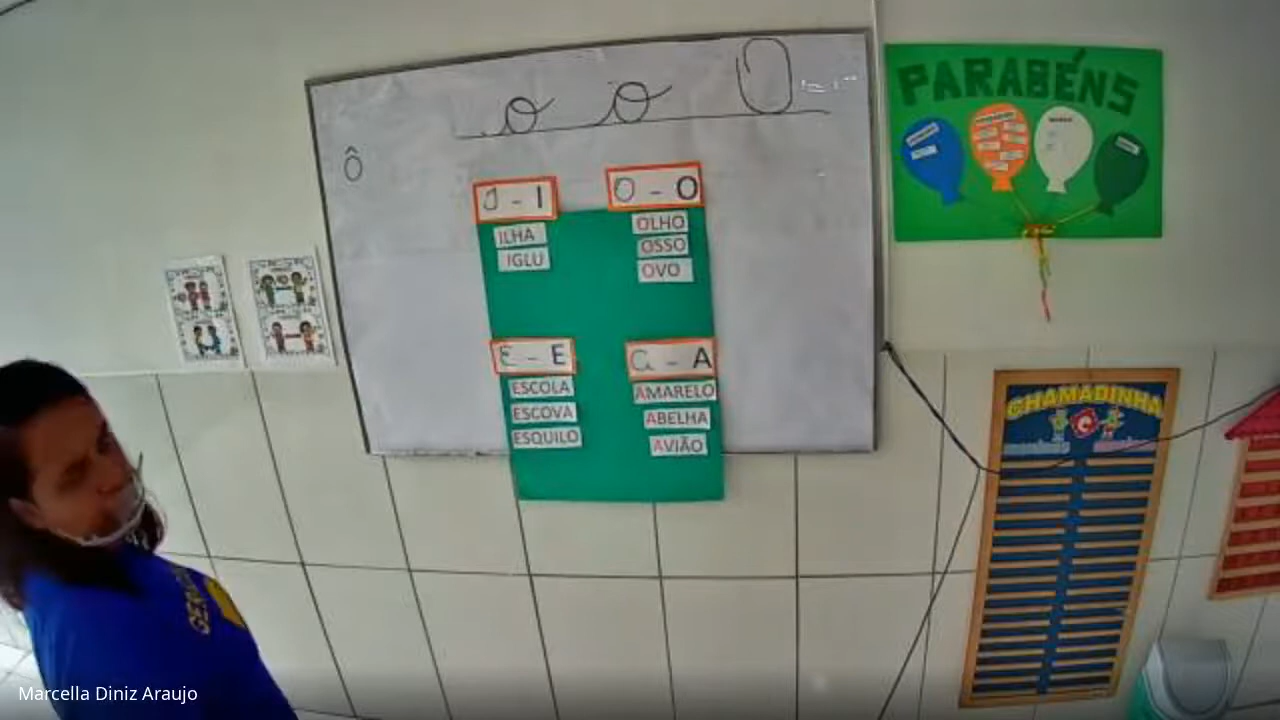 o o O
Ô
I - I
ILHA
IGLU
O - O
OLHO
OSSO
OVO
E - E
ESCOLA
ESCOVA
ESQUILO
a - A
AMARELO
ABELHA
AVIÃO
PARABÉNS
CHAMADINHA
Marcella Diniz Araujo